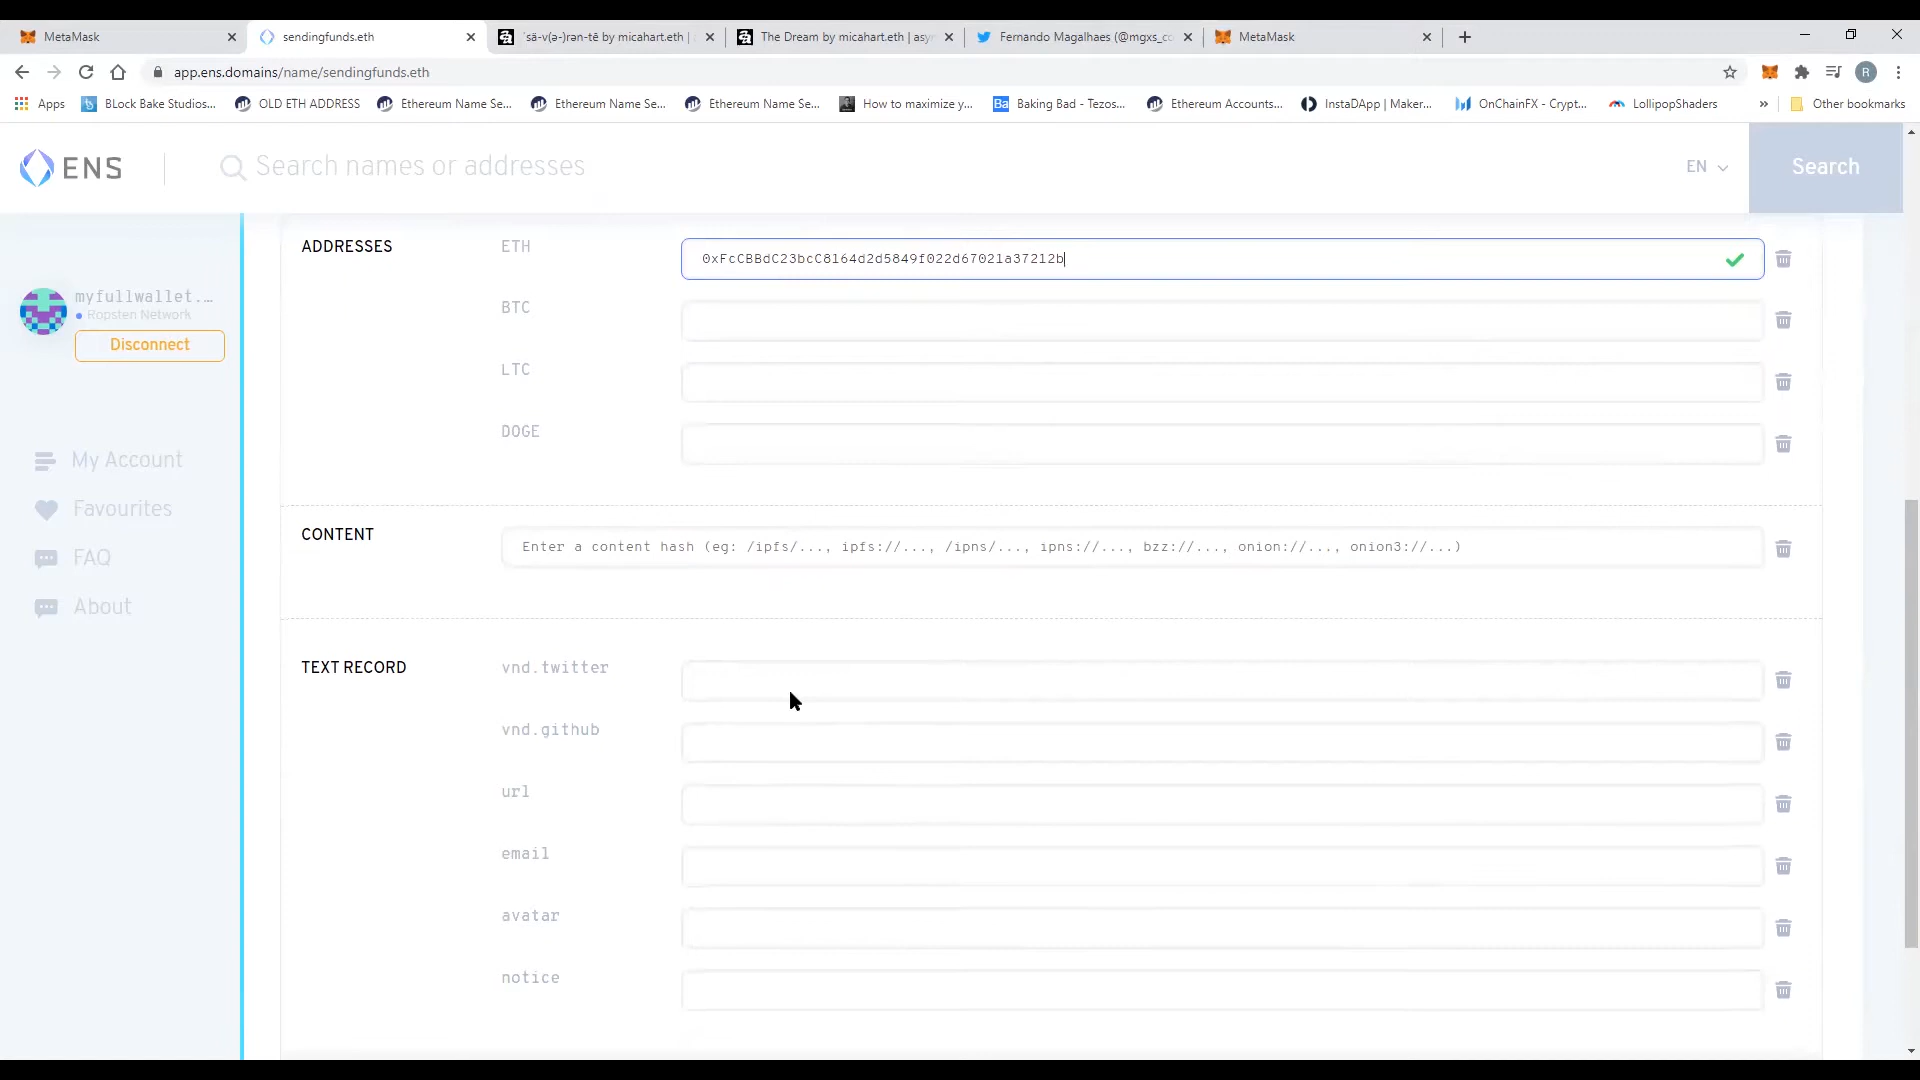 MetaMask
sendingfunds.eth
ˈsä-v(ə-)rən-tē by micahart.eth |
The Dream by micahart.eth | asyn
Fernando Magalhaes (@mgxs_co
MetaMask
app.ens.domains/name/sendingfunds.eth
R
Apps
BLock Bake Studios...
OLD ETH ADDRESS
Ethereum Name Se...
Ethereum Name Se...
Ethereum Name Se...
How to maximize y...
Ba
Baking Bad - Tezos...
Ethereum Accounts...
InstaDApp | Maker...
OnChainFX - Crypt...
LollipopShaders
»
Other bookmarks
ENS
Search names or addresses
EN
Search
myfullwallet....
Ropsten Network
Disconnect
My Account
Favourites
FAQ
About
ADDRESSES
ETH
0xFcCBBdC23bcC8164d2d5849f022d67021a37212b
BTC
LTC
DOGE
CONTENT
Enter a content hash (eg: /ipfs/..., ipfs://..., /ipns/..., ipns://..., bzz://..., onion://..., onion3://...)
TEXT RECORD
vnd.twitter
vnd.github
url
email
avatar
notice